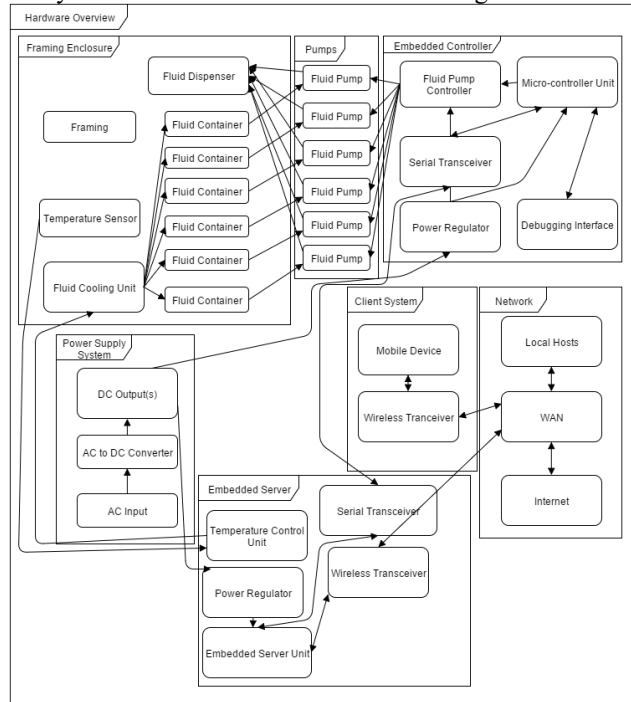 Hardware Overview
Framing Enclosure
Pumps
Embedded Controller
Fluid Dispenser
Fluid Pump
Fluid Pump
Controller
Micro-controller Unit
Framing
Fluid Container
Fluid Pump
Fluid Container
Fluid Pump
Serial Transceiver
Fluid Container
Fluid Pump
Temperature Sensor
Fluid Container
Fluid Pump
Power Regulator
Debugging Interface
Fluid Container
Fluid Pump
Fluid Cooling Unit
Fluid Container
Client System
Network
Power Supply
System
Mobile Device
Local Hosts
DC Output(s)
Wireless Tranceiver
WAN
AC to DC Converter
Embedded Server
AC Input
Serial Transceiver
Internet
Temperature Control
Unit
Wireless Transceiver
Power Regulator
Embedded Server Unit